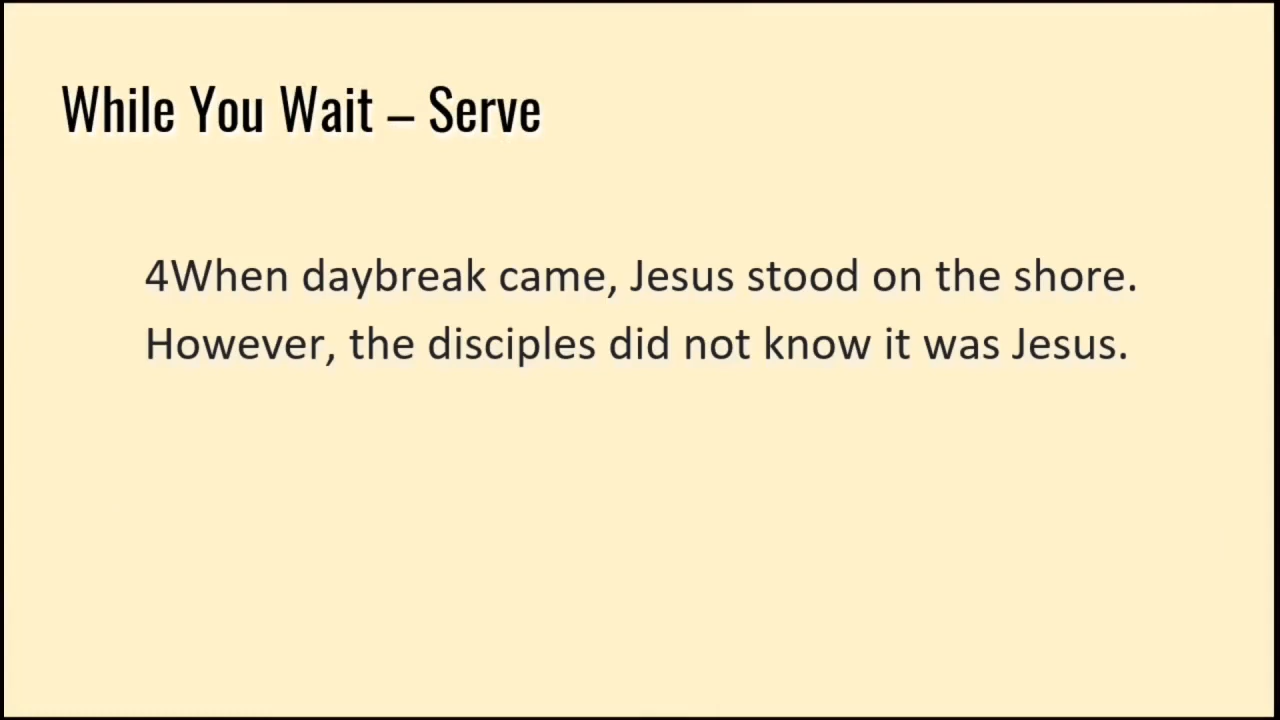 While You Wait – Serve
4When daybreak came, Jesus stood on the shore.
However, the disciples did not know it was Jesus.